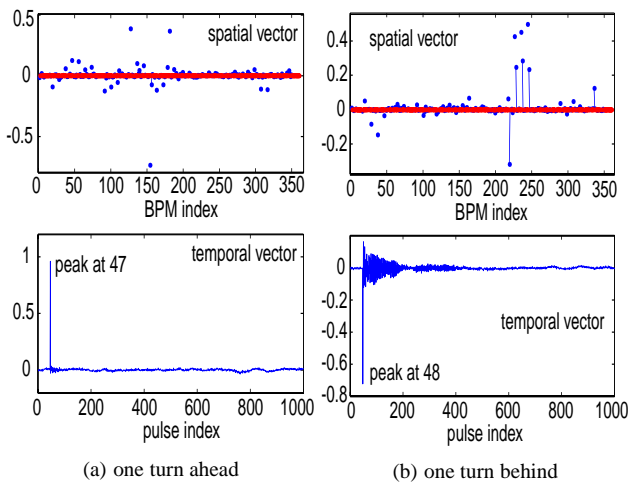 0.5
0
-0.5
spatial vector
0 50 100 150 200 250 300 350
BPM index
0.4
0.2
0
-0.2
spatial vector
0 50 100 150 200 250 300 350
BPM index
1
0.5
0
peak at 47
temporal vector
0 200 400 600 800 1000
pulse index
0
-0.2
-0.4
-0.6
-0.8
temporal vector
peak at 48
0 200 400 600 800 1000
pulse index
(a) one turn ahead
(b) one turn behind